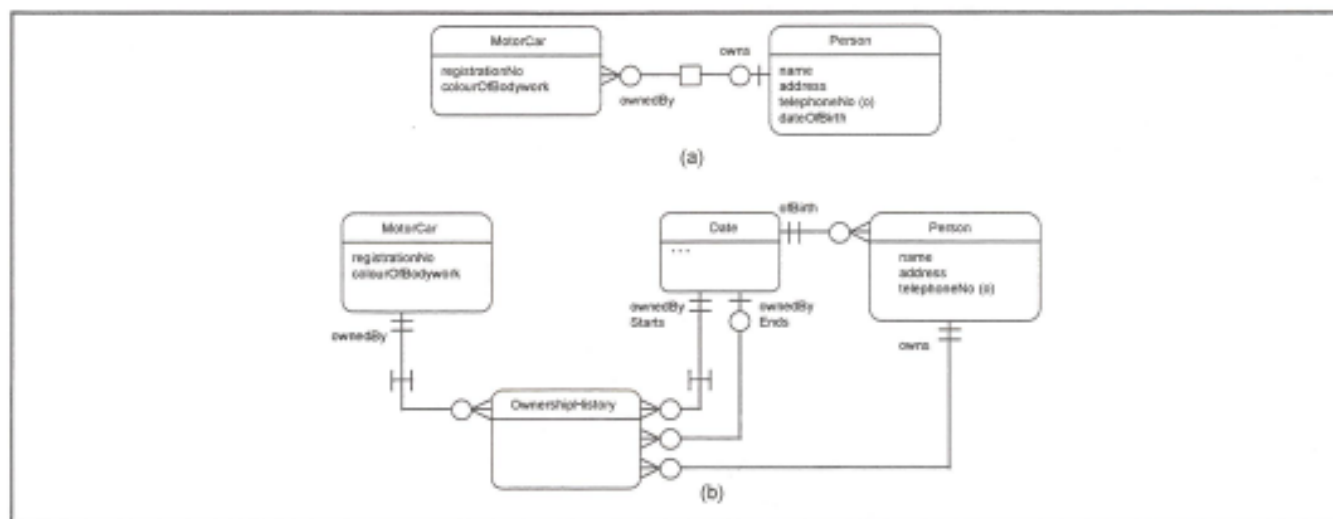 MotorCar
registrationNo
colourOfBodywork
ownedBy
owns
Person
name
address
telephoneNo (o)
dateOfBirth
(a)
MotorCar
registrationNo
colourOfBodywork
ownedBy
Date
...
ofBirth
Person
name
address
telephoneNo (o)
ownedBy
Starts
ownedBy
Ends
owns
OwnershipHistory
(b)